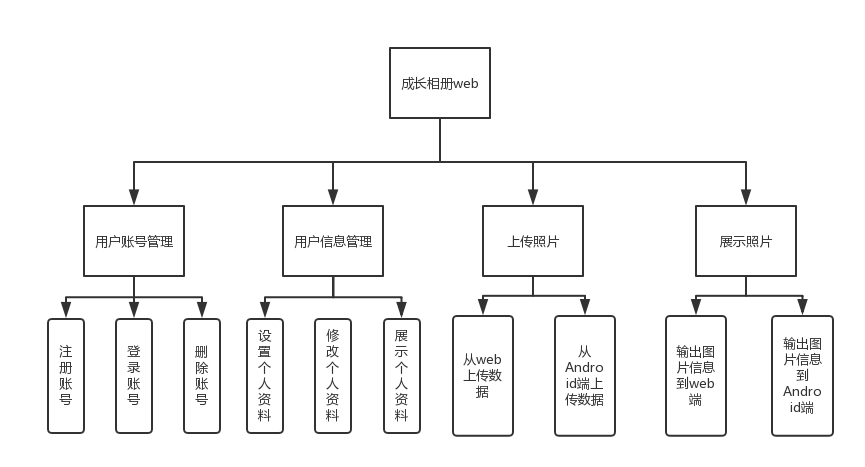 成长相册web
用户账号管理
用户信息管理
上传照片
展示照片
注
册
账
号
登
录
账
号
删
除
账
号
设
置
个
人
资
料
修
改
个
人
资
料
展
示
个
人
资
料
从web
上传数
据
从
Andro
id端上
传数据
输出图
片信息
到web
端
输出图
片信息
到
Andro
id端